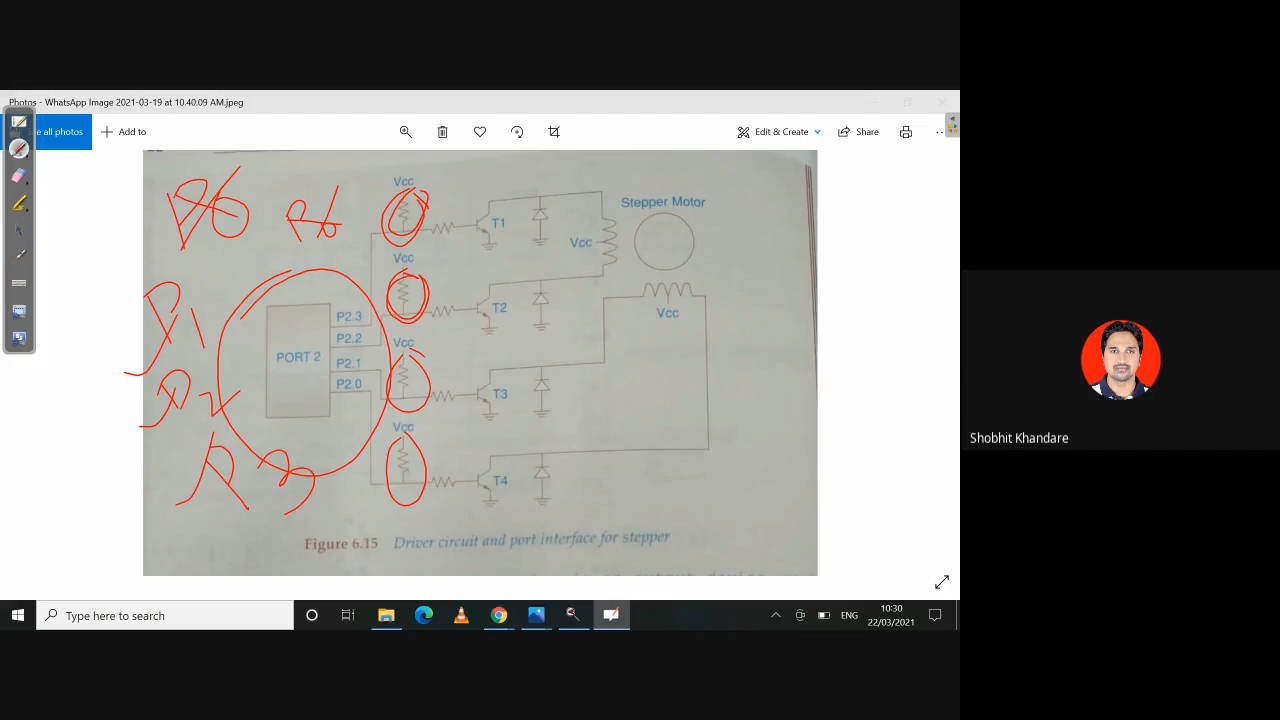 Photos - WhatsApp Image 2021-03-19 at 10.40.09 AM.jpeg
all photos
Add to
Edit & Create
Share
Vcc
T1
Stepper Motor
Vcc
Vcc
T2
Vcc
PORT 2
P2.3
P2.2
P2.1
P2.0
Vcc
T3
Vcc
T4
P1
P2
Figure 6.15 Driver circuit and port interface for stepper
Shobhit Khandare
Type here to search
ENG
10:30
22/03/2021